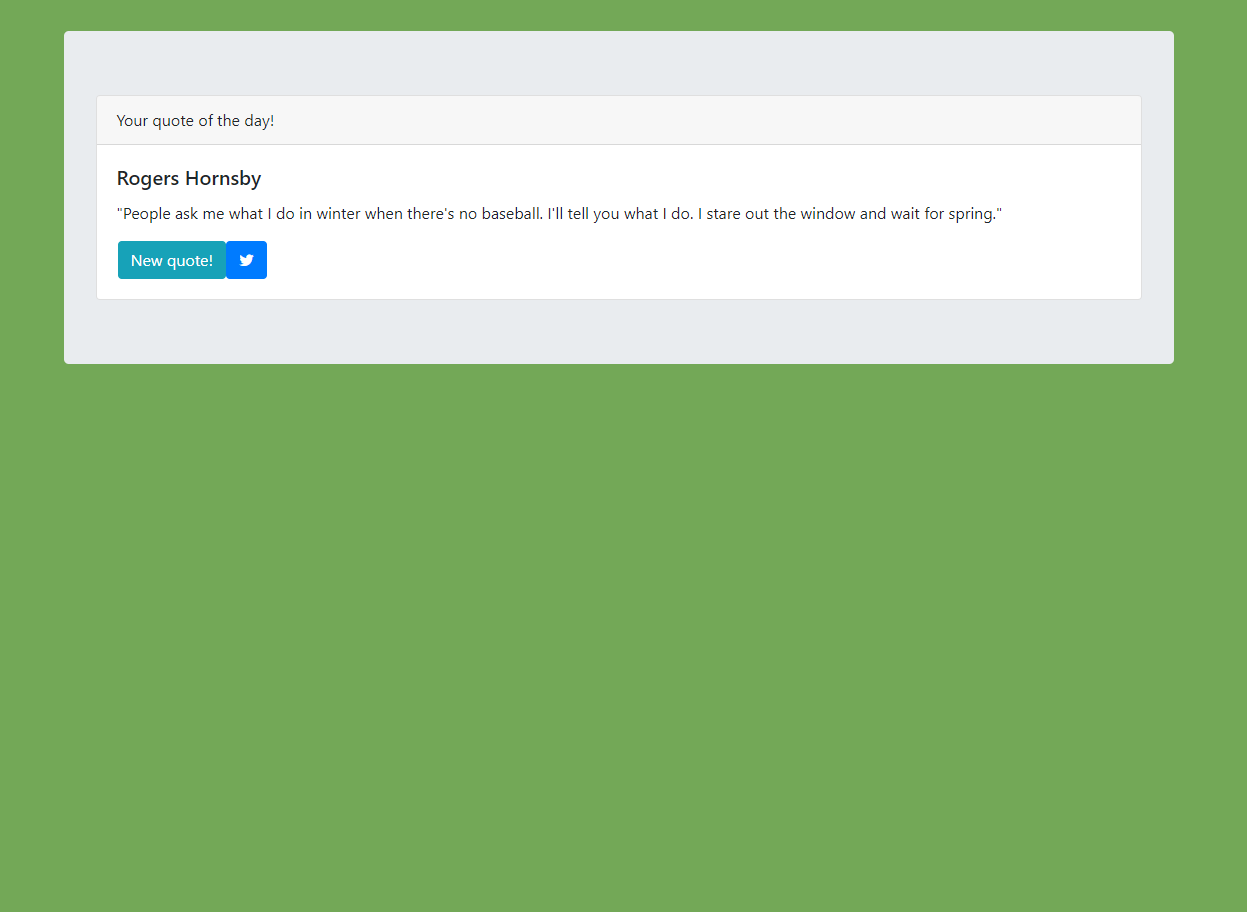 Your quote of the day!
Rogers Hornsby
"People ask me what I do in winter when there's no baseball. I'll tell you what I do. I stare out the window and wait for spring."
New quote!